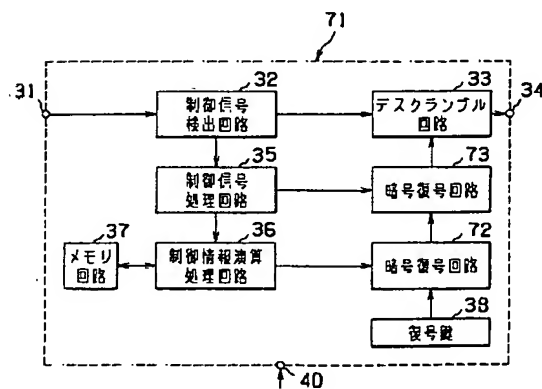 71
31
32
制御信号
検出回路
33
デスクランブル
回路
34
35
制御信号
処理回路
73
暗号復号回路
37
メモリ
回路
36
制御情報演算
処理回路
72
暗号復号回路
38
復号鍵
40